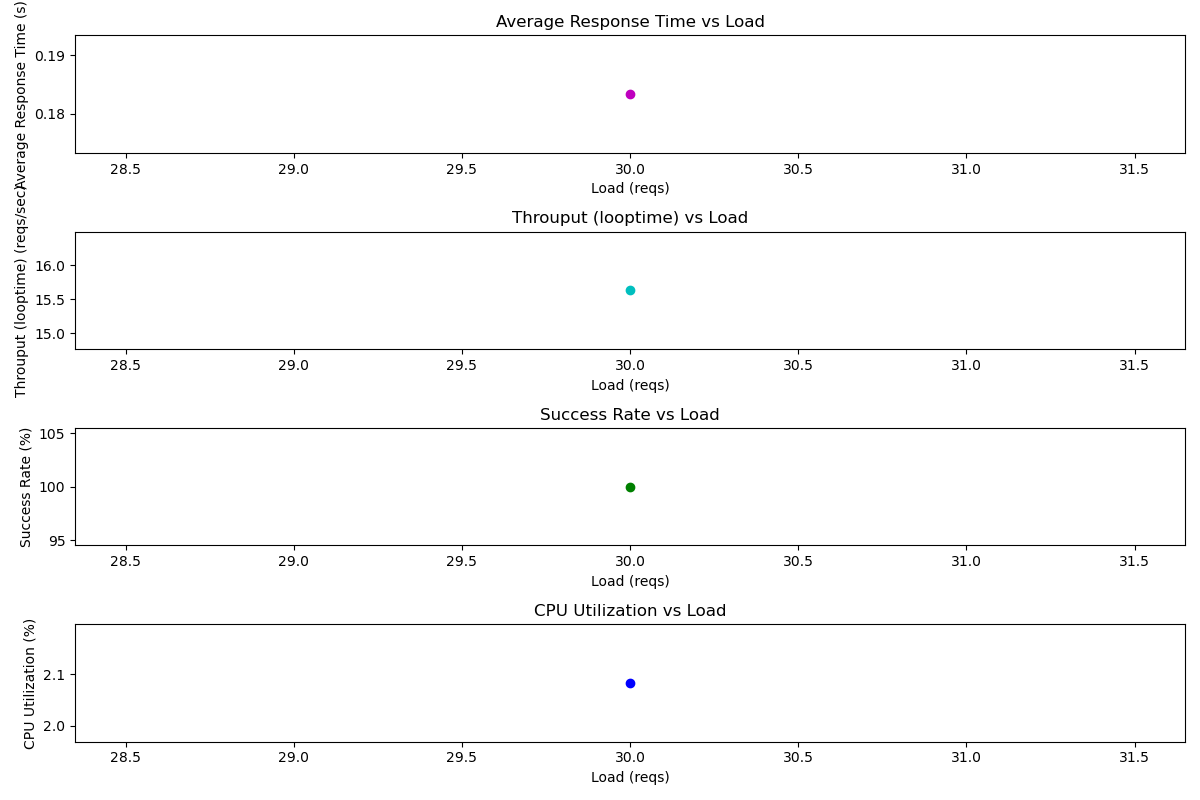 Average Response Time vs Load
Average Response Time (s)
0.19
0.18
28.5 29.0 29.5 30.0 30.5 31.0 31.5
Load (reqs)
Throuput (looptime) vs Load
Throuput (looptime) (reqs/sec)
16.0
15.5
15.0
28.5 29.0 29.5 30.0 30.5 31.0 31.5
Load (reqs)
Success Rate vs Load
Success Rate (%)
105
100
95
28.5 29.0 29.5 30.0 30.5 31.0 31.5
Load (reqs)
CPU Utilization vs Load
CPU Utilization (%)
2.1
2.0
28.5 29.0 29.5 30.0 30.5 31.0 31.5
Load (reqs)